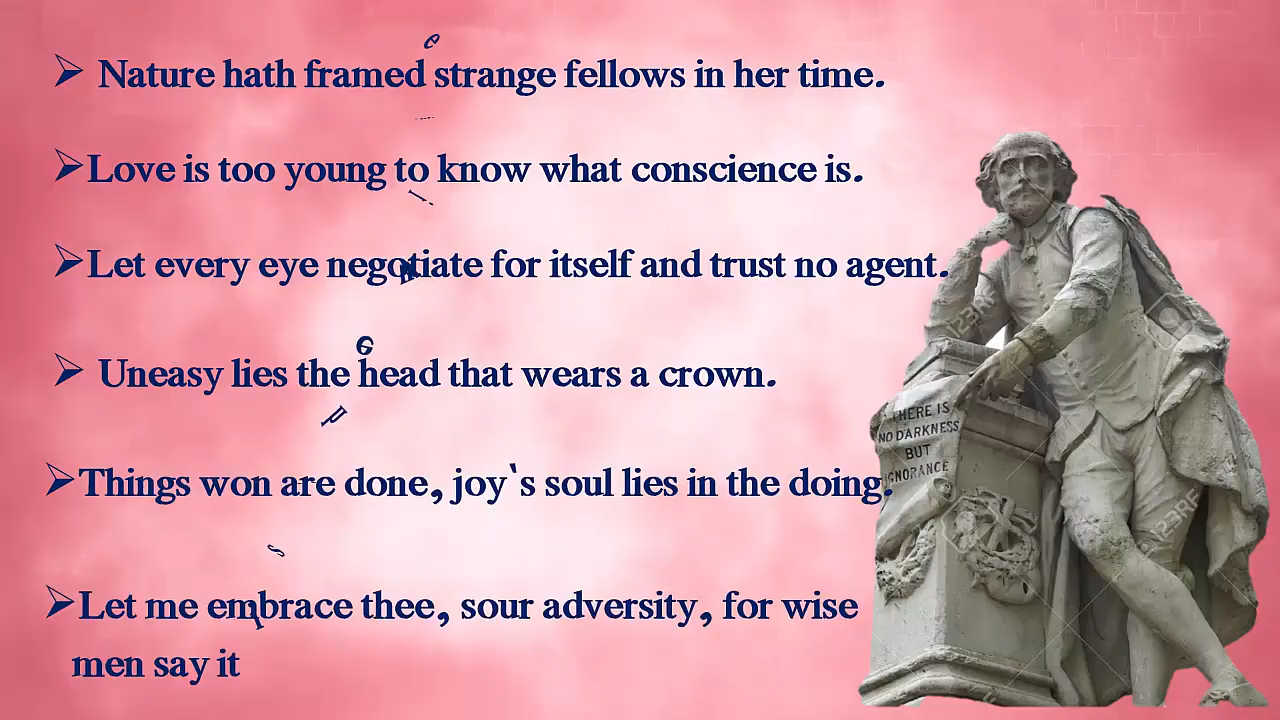 ➢ Nature hath framed strange fellows in her time.
➢Love is too young to know what conscience is.
➢Let every eye negotiate for itself and trust no agent.
➢ Uneasy lies the head that wears a crown.
➢Things won are done, joy`s soul lies in the doing.
➢Let me embrace thee, sour adversity, for wise
men say it
THERE IS
NO DARKNESS
BUT
IGNORANCE
123RF
123RF